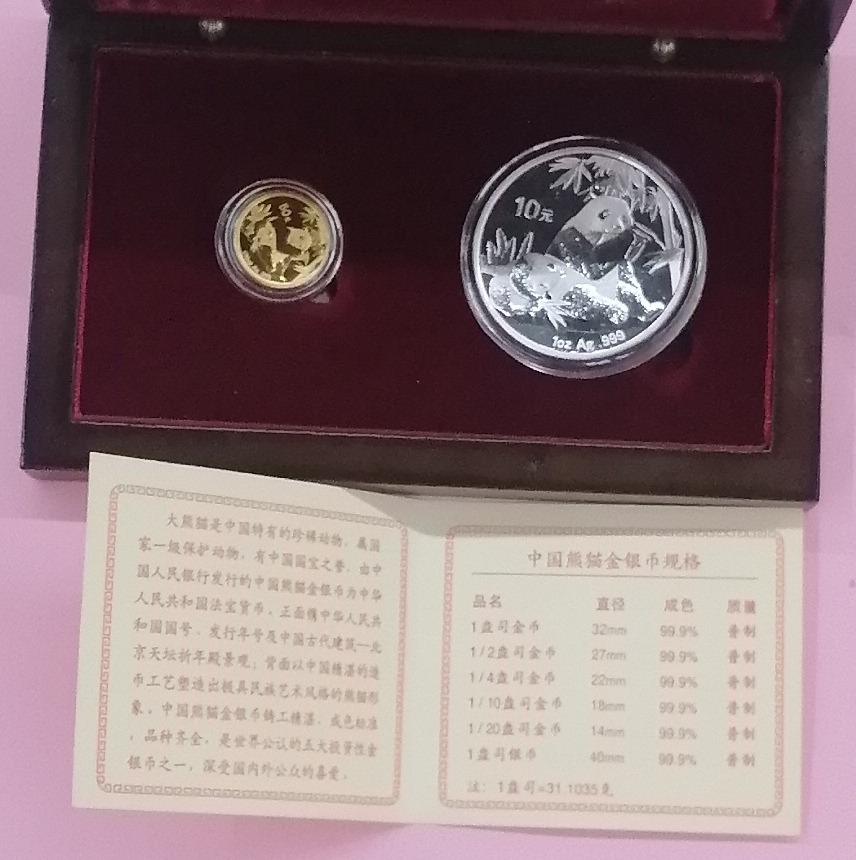 10元
1oz Ag .999
大熊猫是中国特有的珍稀动物，属国
家一级保护动物，有中国国宝之誉。由中
国人民银行发行的中国熊猫金银币为中华
人民共和国法宝货币，正面镌中华人民共
和国国号、发行年号及中国古代建筑—北
京天坛祈年殿景观；背面以中国精湛的造
币工艺塑造出极具民族艺术风格的熊猫形
象。中国熊猫金银币铸工精湛，成色标准
，品种齐全，是世界公认的五大投资性金
银币之一，深受国内外公众的喜爱。
中国熊猫金银币规格
品名 直径 成色 质量
1盎司金币 32mm 99.9% 普制
1/2盎司金币 27mm 99.9% 普制
1/4盎司金币 22mm 99.9% 普制
1/10盎司金币 18mm 99.9% 普制
1/20盎司金币 14mm 99.9% 普制
1盎司银币 40mm 99.9% 普制
注：1盎司=31.1035克